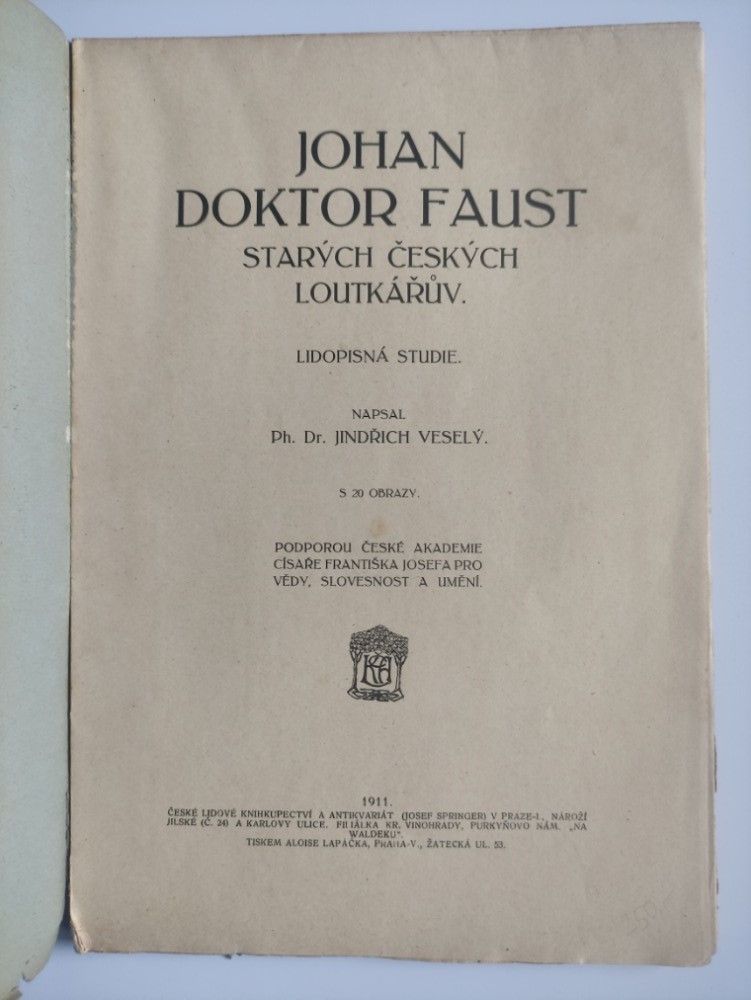 JOHAN
DOKTOR FAUST
STARÝCH ČESKÝCH
LOUTKÁŘŮV.
LIDOPISNÁ STUDIE.
NAPSAL
Ph. Dr. JINDŘICH VESELÝ.
S 20 OBRAZY.
PODPOROU ČESKÉ AKADEMIE
CÍSAŘE FRANTIŠKA JOSEFA PRO
VĚDY, SLOVESNOST A UMĚNÍ.
1911.
ČESKÉ LIDOVÉ KNIHKUPECTVÍ A ANTIKVARIÁT (JOSEF SPRINGER) V PRAZE-I., NÁROŽÍ
JILSKÉ (Č. 24) A KARLOVY ULICE. FILIÁLKA KR. VINOHRADY, PURKYŇOVO NÁM. „NA
WALDEKU“.
TISKEM ALOISE LAPÁČKA, PRAHA-V., ŽATECKÁ UL. 53.